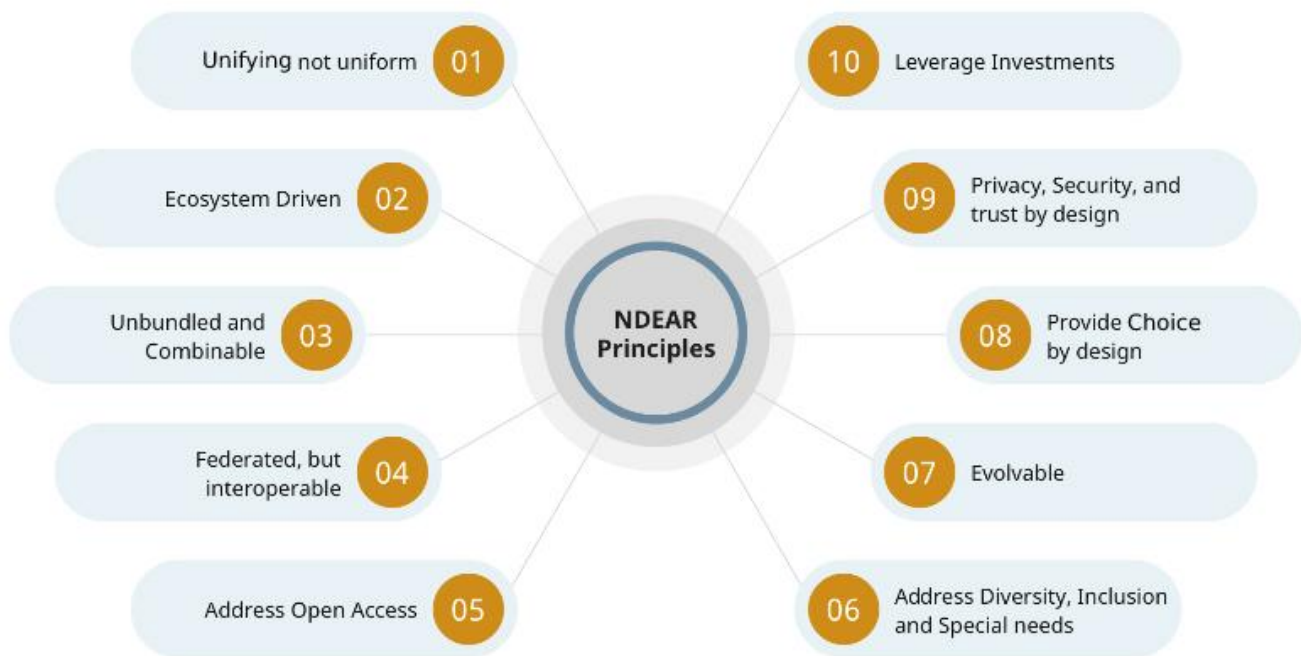 Unifying not uniform 01
Ecosystem Driven 02
Unbundled and
Combinable 03
Federated, but
interoperable 04
Address Open Access 05
NDEAR
Principles
10 Leverage Investments
09 Privacy, Security, and
trust by design
08 Provide Choice
by design
07 Evolvable
06 Address Diversity, Inclusion
and Special needs